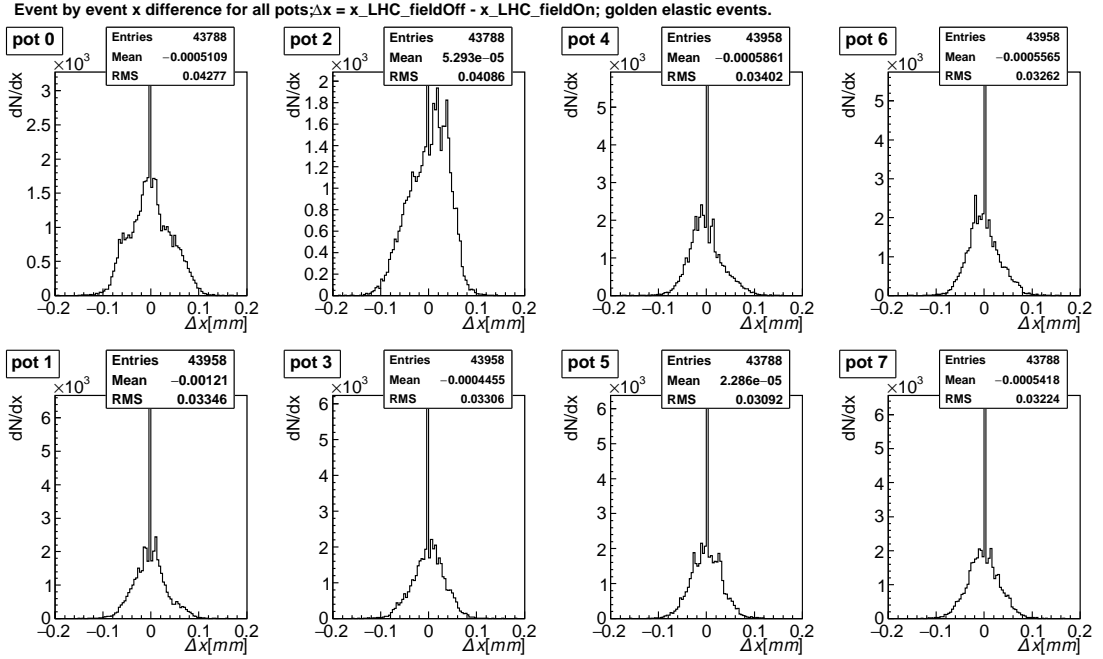 Event by event x difference for all pots;Δx = x_LHC_fieldOff - x_LHC_fieldOn; golden elastic events.
pot 0
Entries 43788
Mean −0.0005109
RMS 0.04277
×10³
dN/dx
3
2.5
2
1.5
1
0.5
0
−0.2 −0.1 0 0.1 0.2
Δx[mm]
pot 2
Entries 43788
Mean 5.293e−05
RMS 0.04086
×10³
dN/dx
2
1.8
1.6
1.4
1.2
1
0.8
0.6
0.4
0.2
0
−0.2 −0.1 0 0.1 0.2
Δx[mm]
pot 4
Entries 43958
Mean −0.0005861
RMS 0.03402
×10³
dN/dx
5
4
3
2
1
0
−0.2 −0.1 0 0.1 0.2
Δx[mm]
pot 6
Entries 43958
Mean −0.0005565
RMS 0.03262
×10³
dN/dx
5
4
3
2
1
0
−0.2 −0.1 0 0.1 0.2
Δx[mm]
pot 1
Entries 43958
Mean −0.00121
RMS 0.03346
×10³
dN/dx
6
5
4
3
2
1
0
−0.2 −0.1 0 0.1 0.2
Δx[mm]
pot 3
Entries 43958
Mean −0.0004455
RMS 0.03306
×10³
dN/dx
6
5
4
3
2
1
0
−0.2 −0.1 0 0.1 0.2
Δx[mm]
pot 5
Entries 43788
Mean 2.286e−05
RMS 0.03092
×10³
dN/dx
6
5
4
3
2
1
0
−0.2 −0.1 0 0.1 0.2
Δx[mm]
pot 7
Entries 43788
Mean −0.0005418
RMS 0.03224
×10³
dN/dx
6
5
4
3
2
1
0
−0.2 −0.1 0 0.1 0.2
Δx[mm]